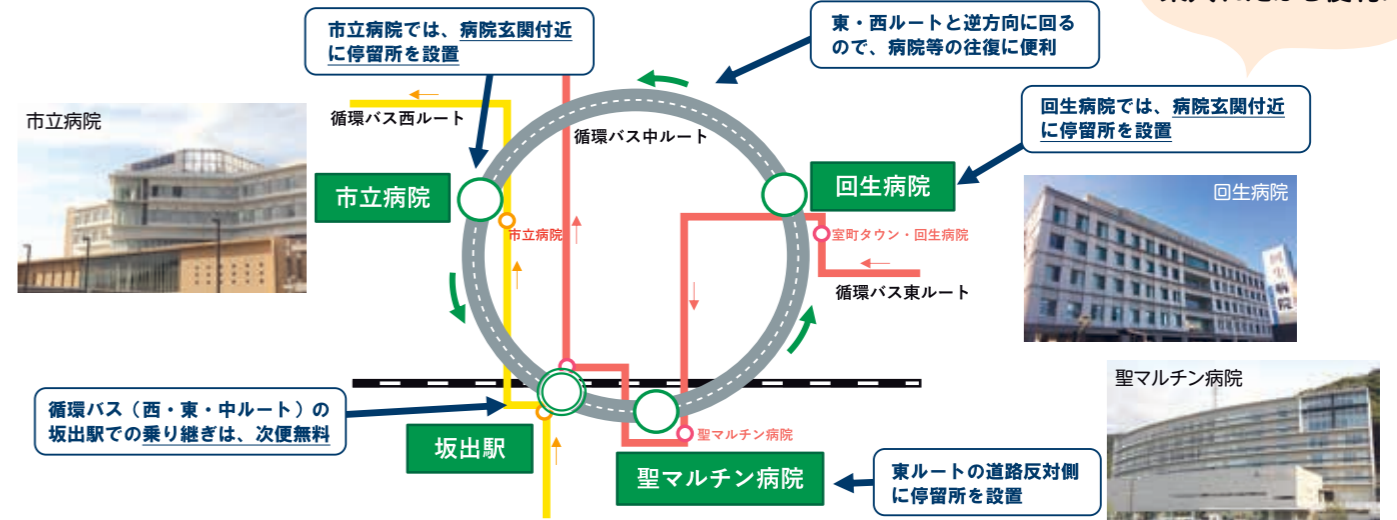 市立病院では、病院玄関付近
に停留所を設置
東・西ルートと逆方向に回る
ので、病院等の往復に便利
回生病院では、病院玄関付近
に停留所を設置
市立病院
循環バス西ルート
循環バス中ルート
市立病院
回生病院
回生病院
回生病院
市立病院
室町タウン・回生病院
循環バス東ルート
聖マルチン病院
循環バス（西・東・中ルート）の
坂出駅での乗り継ぎは、次便無料
坂出駅
聖マルチン病院
聖マルチン病院
東ルートの道路反対側
に停留所を設置